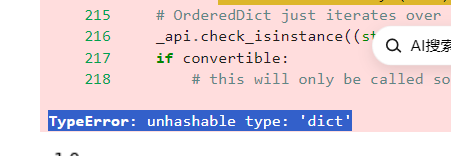 215 # OrderedDict just iterates over
216 _api.check_isinstance((st
AI搜索
217 if convertible:
218 # this will only be called so
TypeError: unhashable type: 'dict'